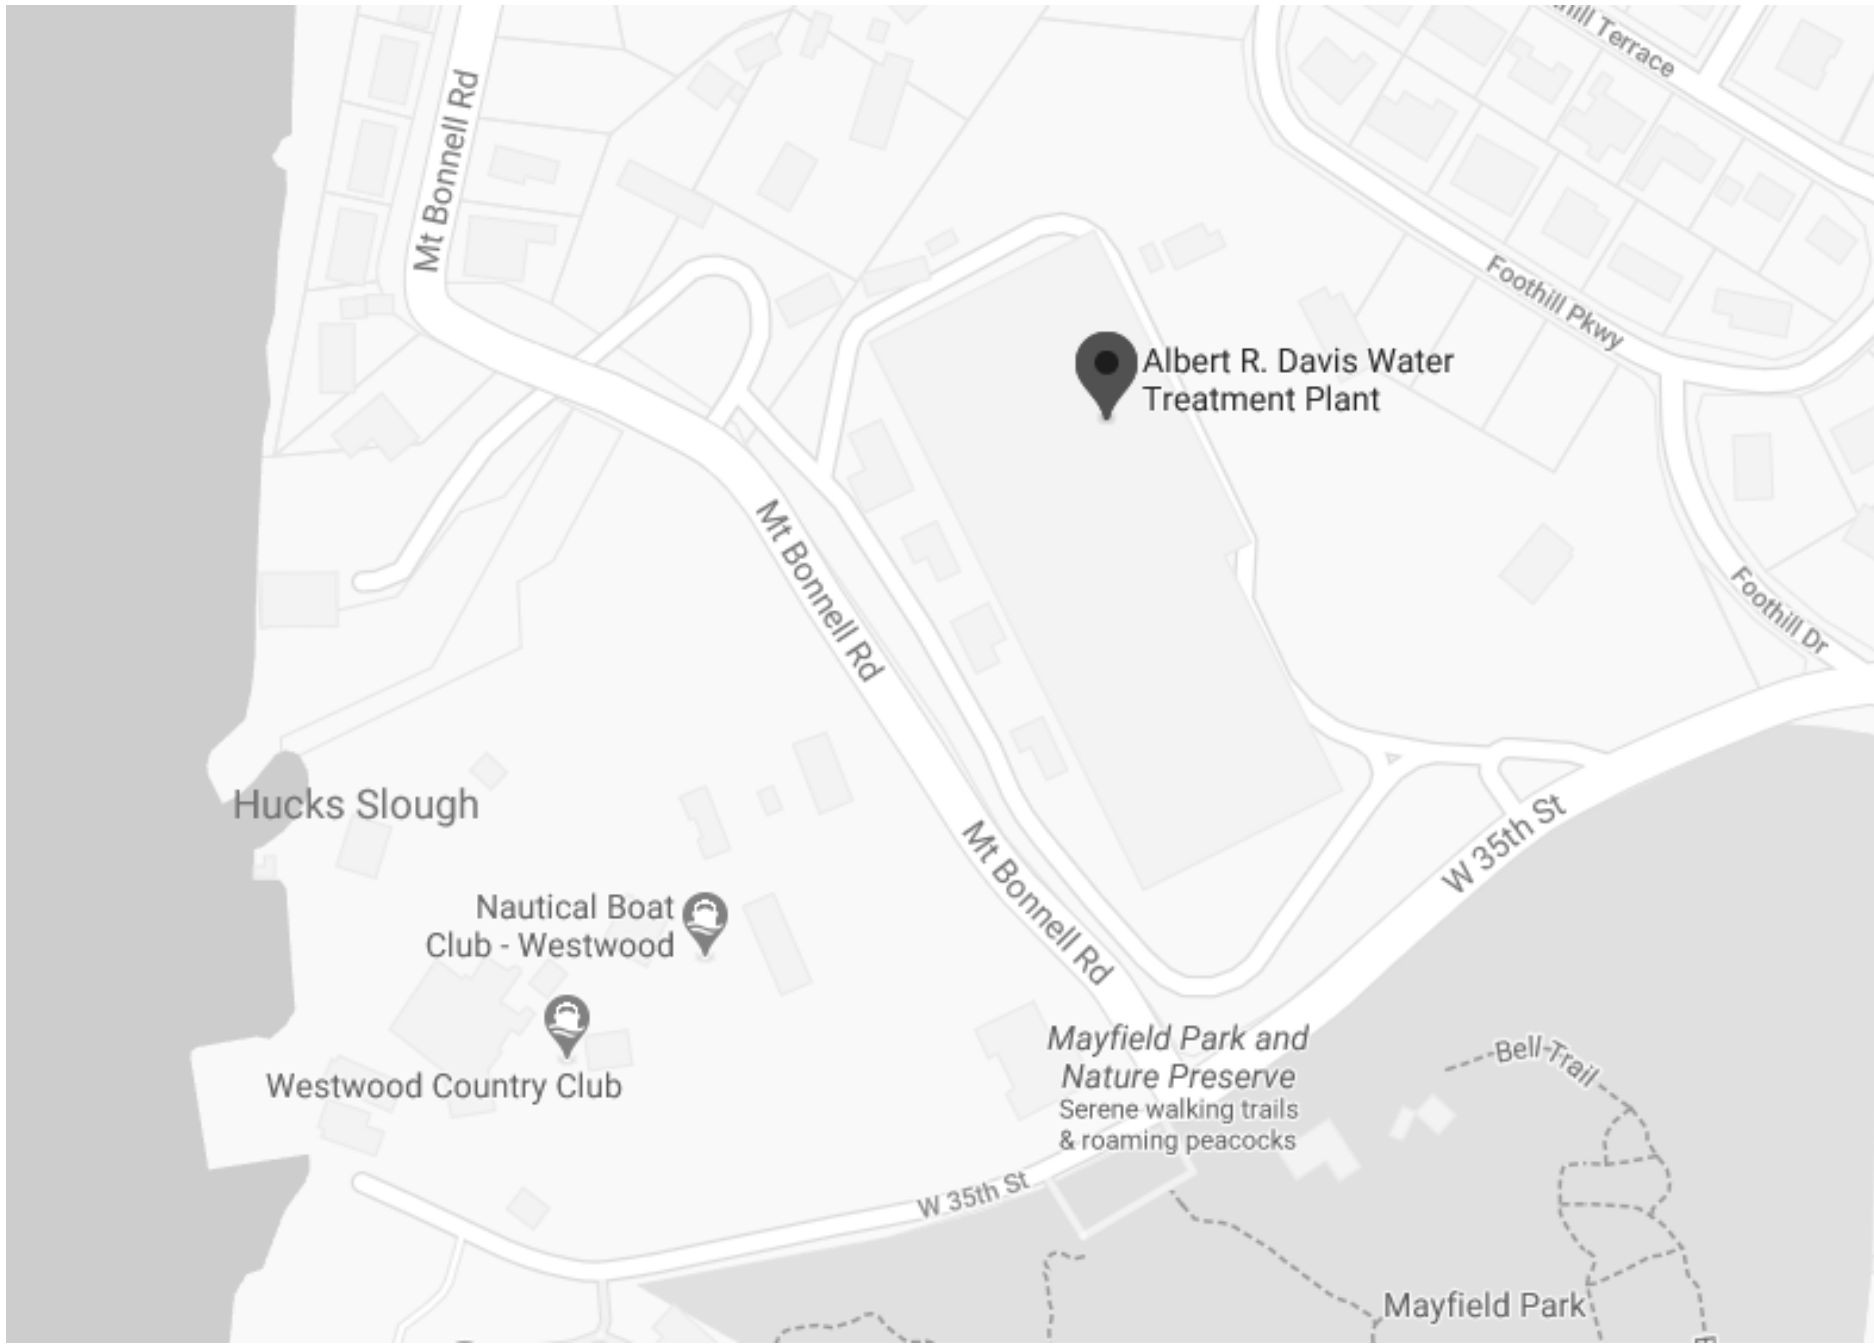 hill Terrace
Mt Bonnell Rd
Foothill Pkwy
Albert R. Davis Water
Treatment Plant
Mt Bonnell Rd
Foothill Dr
Hucks Slough
W 35th St
Mt Bonnell Rd
Nautical Boat
Club - Westwood
Westwood Country Club
Mayfield Park and
Nature Preserve
Serene walking trails
& roaming peacocks
Bell Trail
W 35th St
Mayfield Park